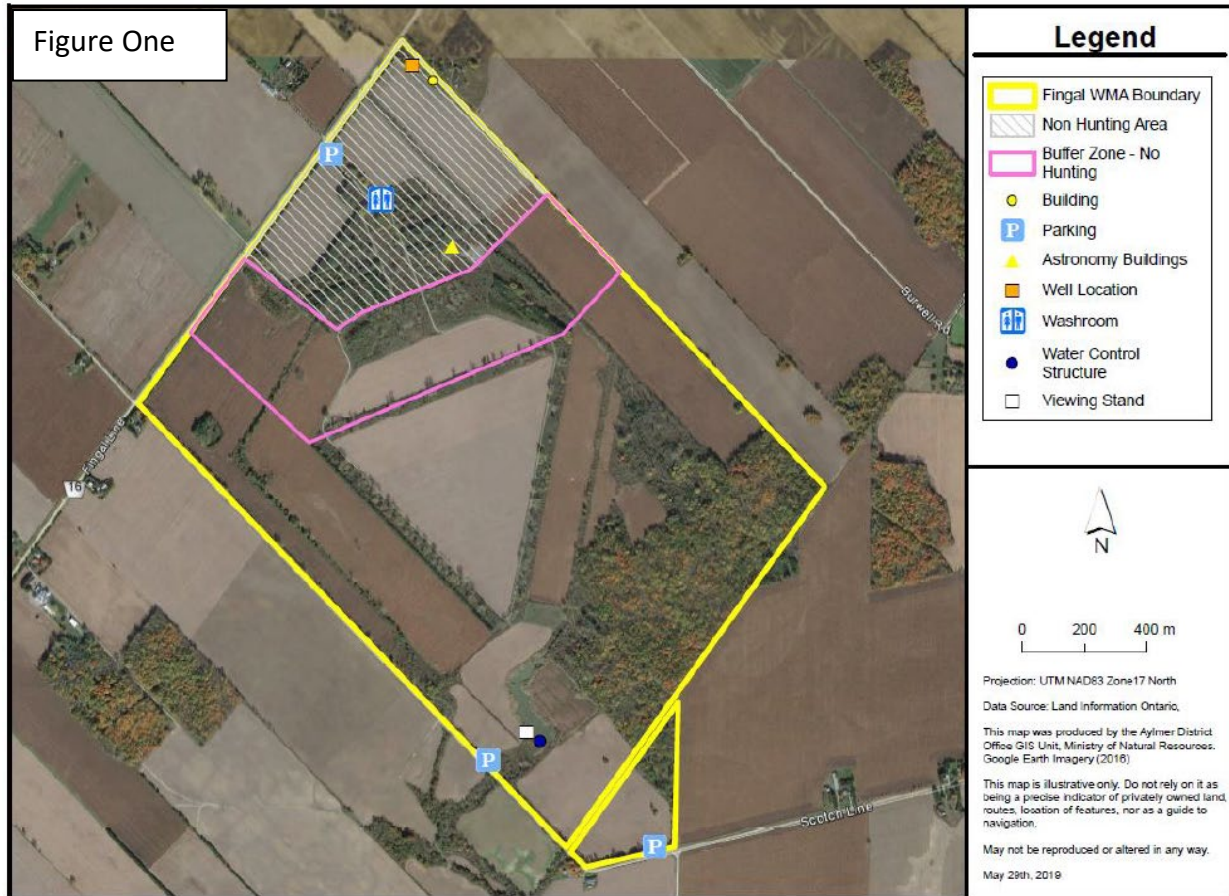 Figure One
Fingal Line
16
Burwell Rd
Scotch Line
P
P
P
Legend
Fingal WMA Boundary
Non Hunting Area
Buffer Zone - No
Hunting
Building
P
Parking
Astronomy Buildings
Well Location
Washroom
Water Control
Structure
Viewing Stand
N
0 200 400 m
Projection: UTM NAD83 Zone17 North
Data Source: Land Information Ontario,
This map was produced by the Aylmer District
Office GIS Unit, Ministry of Natural Resources.
Google Earth Imagery (2016)
This map is illustrative only. Do not rely on it as
being a precise indicator of privately owned land,
routes, location of features, nor as a guide to
navigation.
May not be reproduced or altered in any way.
May 29th, 2019